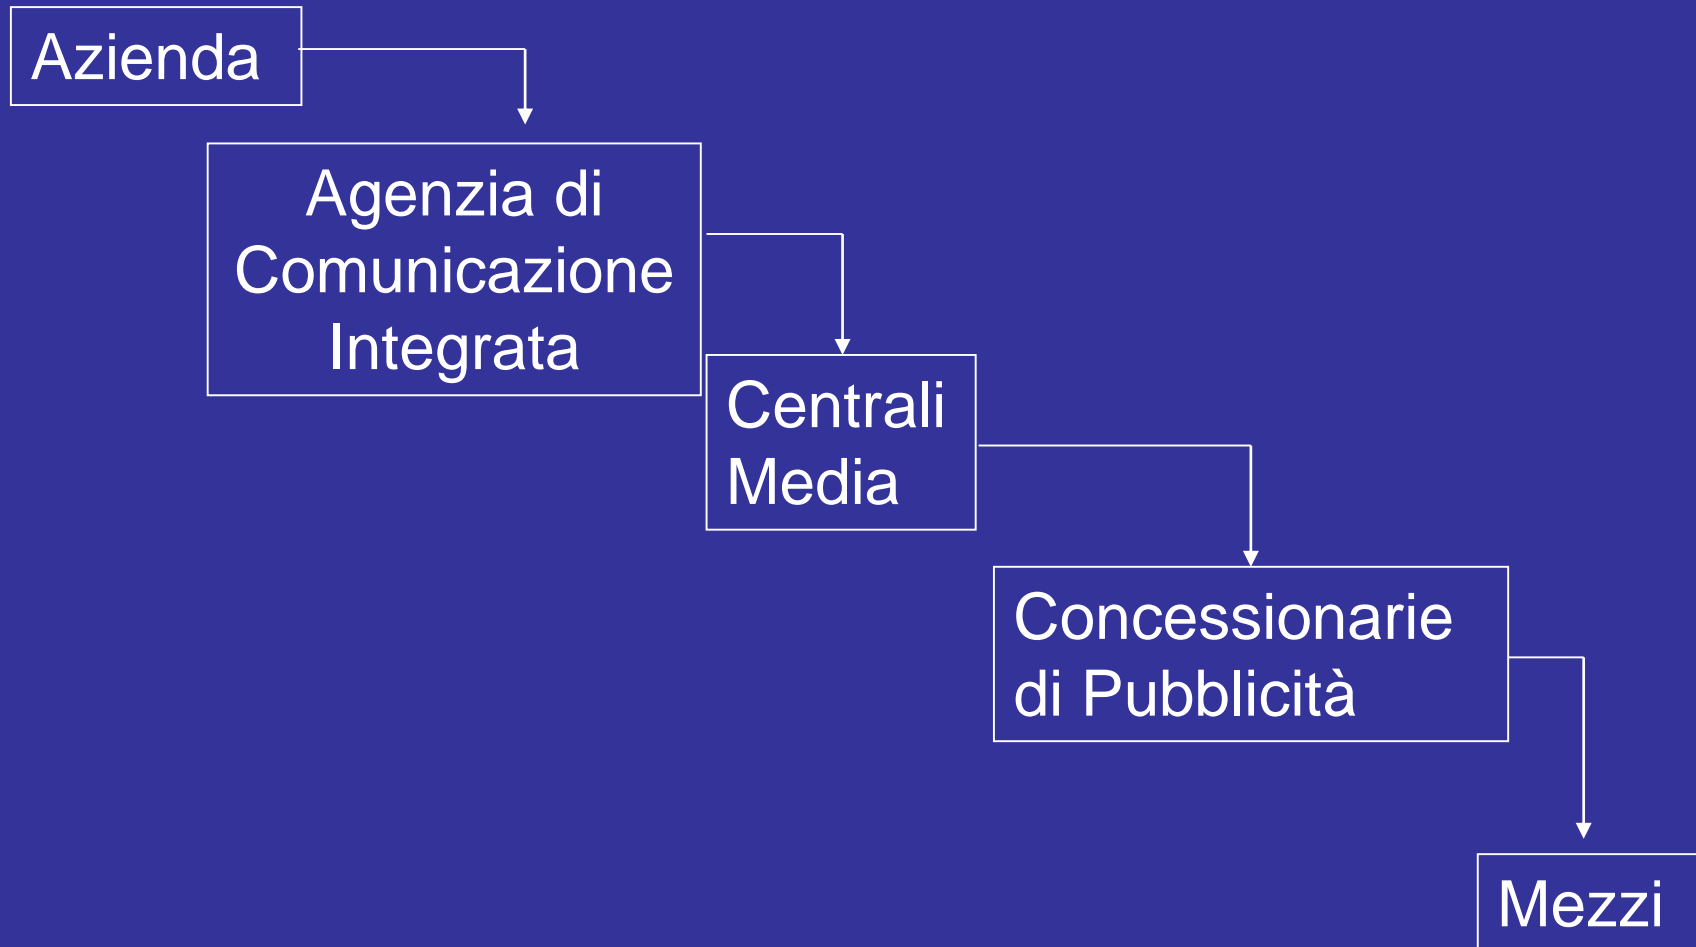 Azienda
Agenzia di
Comunicazione
Integrata
Centrali
Media
Concessionarie
di Pubblicità
Mezzi